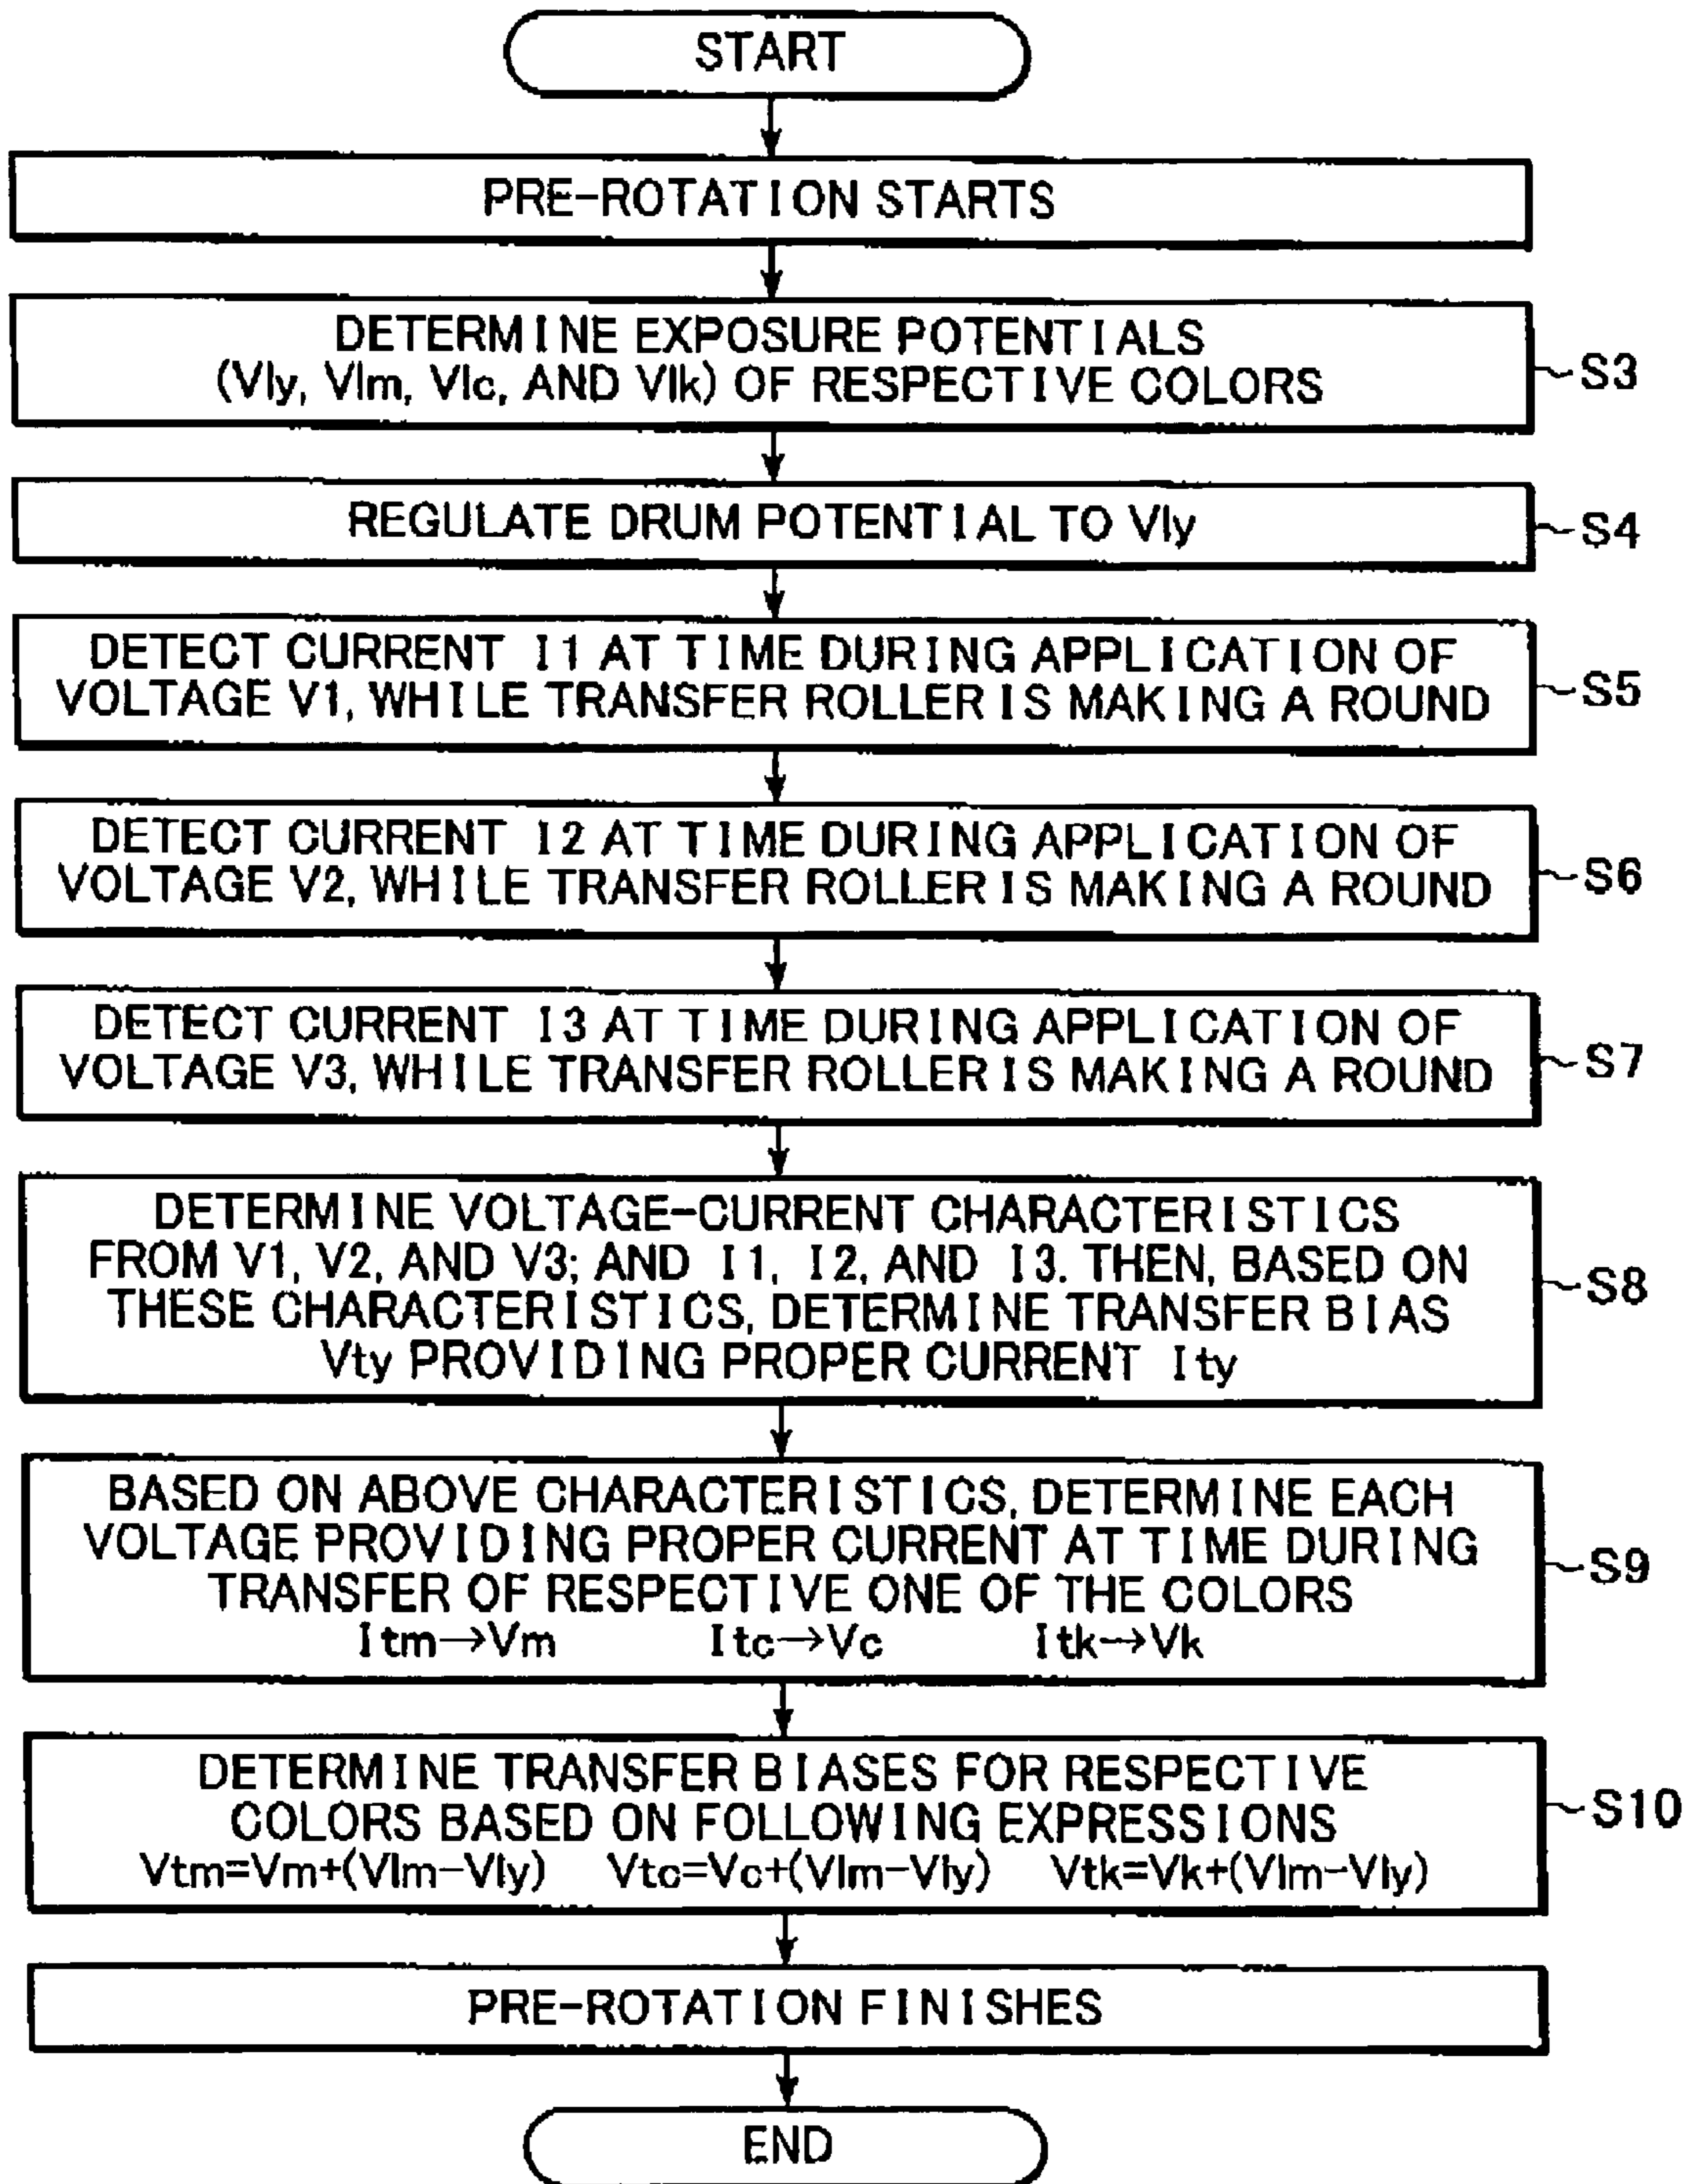 START
PRE-ROTATION STARTS
DETERMINE EXPOSURE POTENTIALS
(Vly, Vlm, Vlc, AND Vlk) OF RESPECTIVE COLORS
S3
REGULATE DRUM POTENTIAL TO Vly
S4
DETECT CURRENT I1 AT TIME DURING APPLICATION OF
VOLTAGE V1, WHILE TRANSFER ROLLER IS MAKING A ROUND
S5
DETECT CURRENT I2 AT TIME DURING APPLICATION OF
VOLTAGE V2, WHILE TRANSFER ROLLER IS MAKING A ROUND
S6
DETECT CURRENT I3 AT TIME DURING APPLICATION OF
VOLTAGE V3, WHILE TRANSFER ROLLER IS MAKING A ROUND
S7
DETERMINE VOLTAGE-CURRENT CHARACTERISTICS
FROM V1, V2, AND V3; AND I1, I2, AND I3. THEN, BASED ON
THESE CHARACTERISTICS, DETERMINE TRANSFER BIAS
Vty PROVIDING PROPER CURRENT Ity
S8
BASED ON ABOVE CHARACTERISTICS, DETERMINE EACH
VOLTAGE PROVIDING PROPER CURRENT AT TIME DURING
TRANSFER OF RESPECTIVE ONE OF THE COLORS
Itm→Vm Itc→Vc Itk→Vk
S9
DETERMINE TRANSFER BIASES FOR RESPECTIVE
COLORS BASED ON FOLLOWING EXPRESSIONS
Vtm=Vm+(Vlm-Vly) Vtc=Vc+(Vlm-Vly) Vtk=Vk+(Vlm-Vly)
S10
PRE-ROTATION FINISHES
END